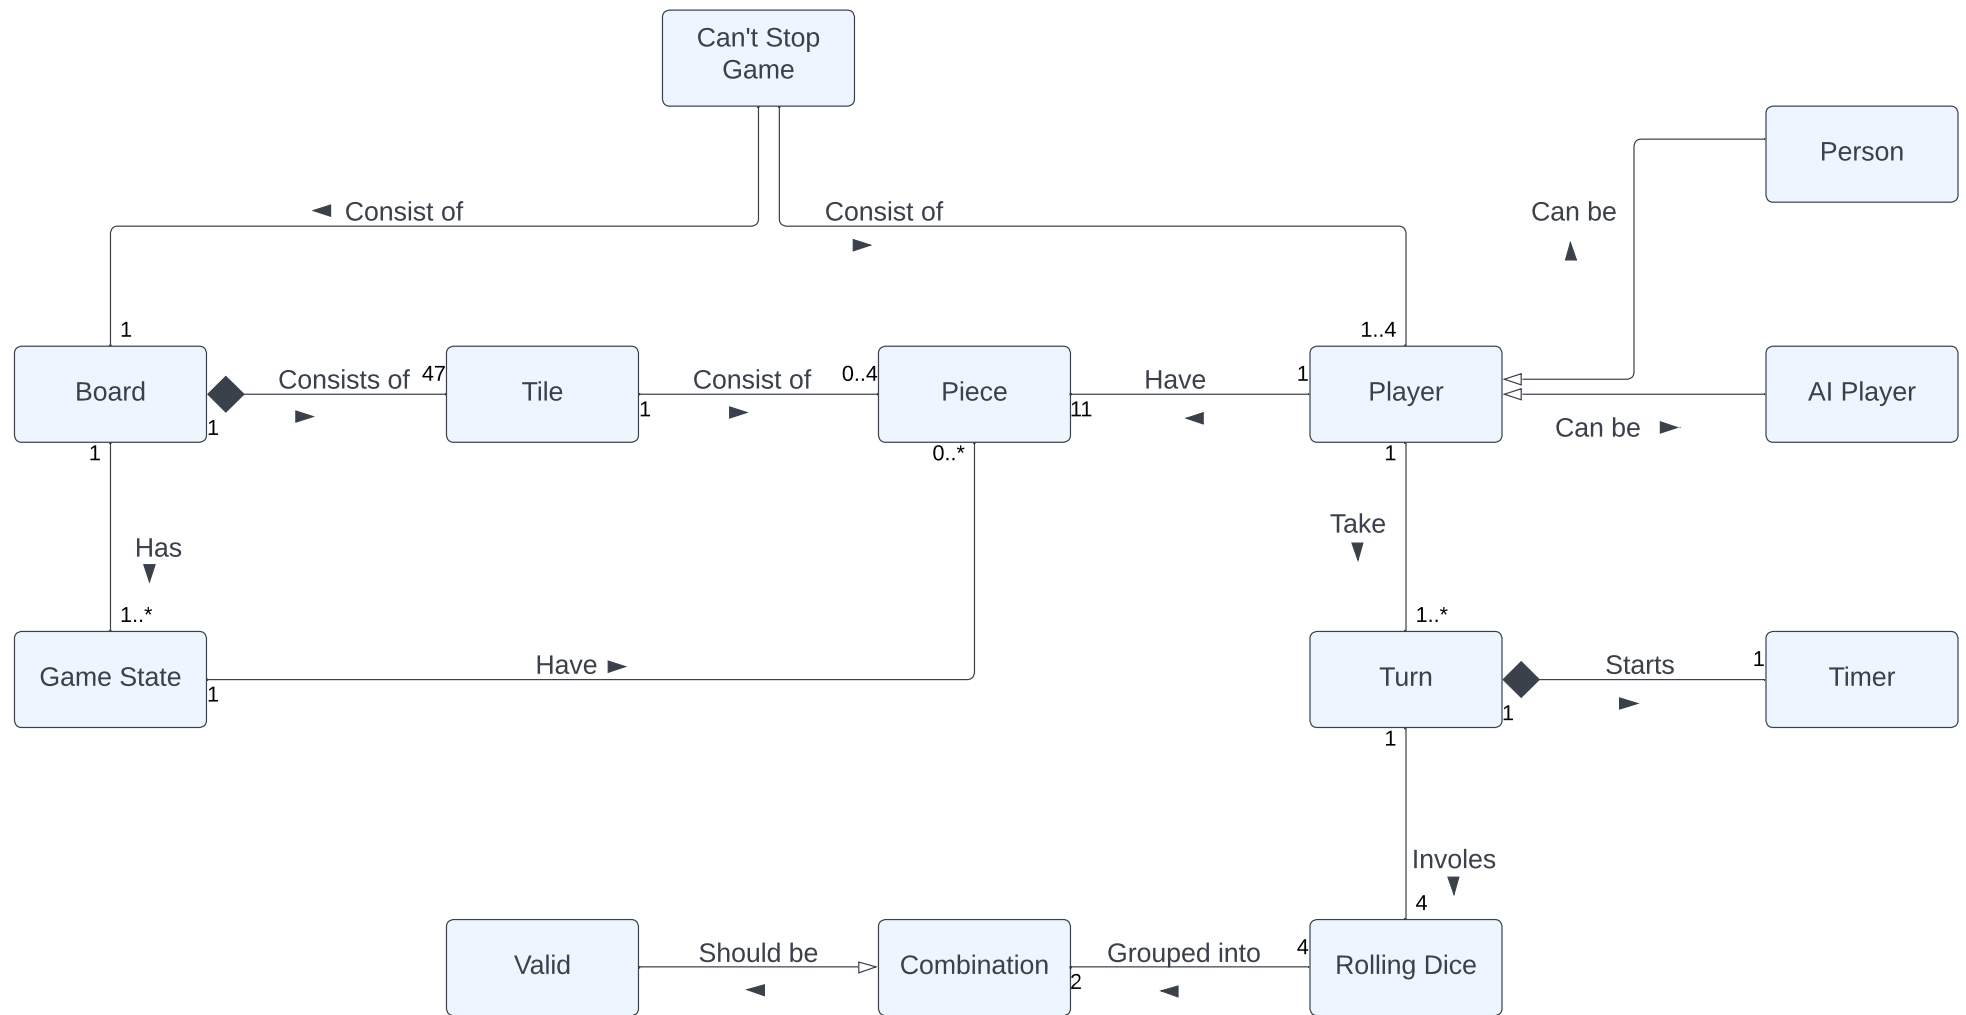 Can't Stop
Game
Person
Consist of
Consist of
Can be
1
1..4
Board
Consists of
47
1
Tile
Consist of
0..4
1
Piece
Have
1
11
Player
AI Player
Can be
1
0..*
1
Has
Take
1..*
1..*
Game State
Have
1
Turn
Starts
1
1
Timer
1
Involes
4
Valid
Should be
Combination
Grouped into
4
2
Rolling Dice